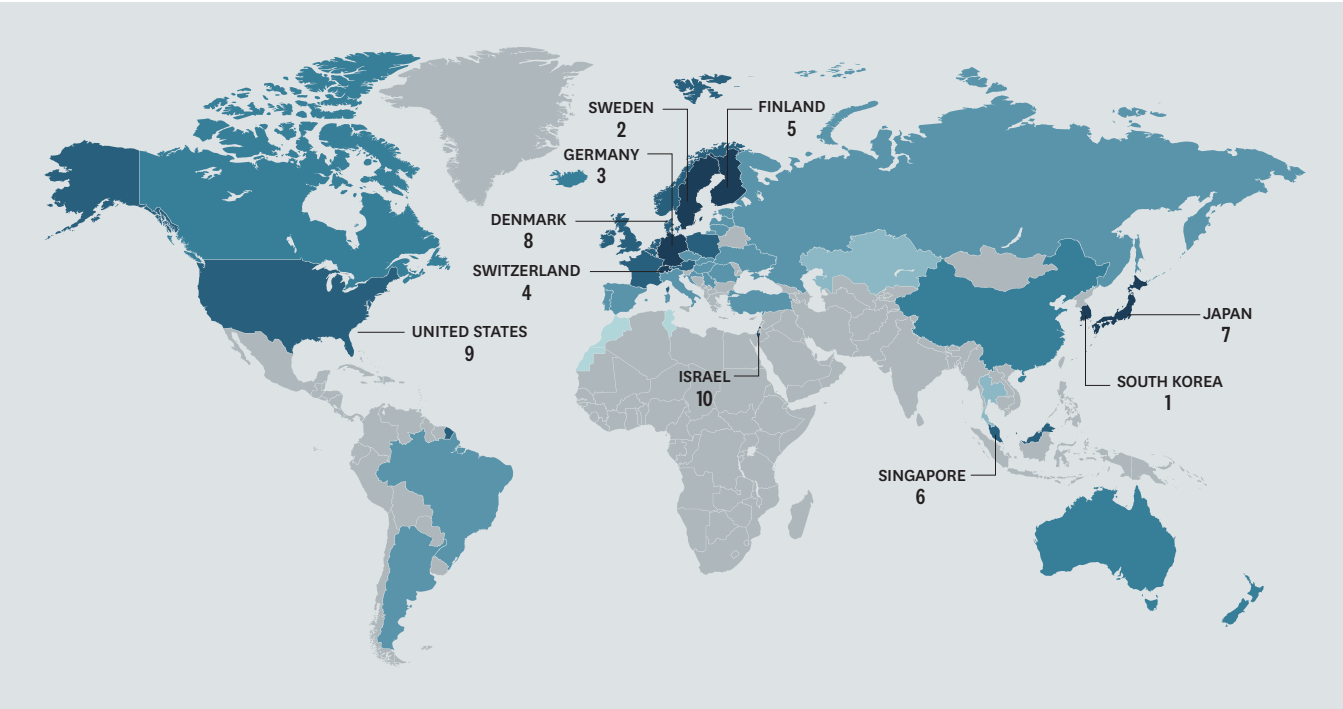 SWEDEN
2
FINLAND
5
GERMANY
3
DENMARK
8
SWITZERLAND
4
UNITED STATES
9
JAPAN
7
ISRAEL
10
SOUTH KOREA
1
SINGAPORE
6